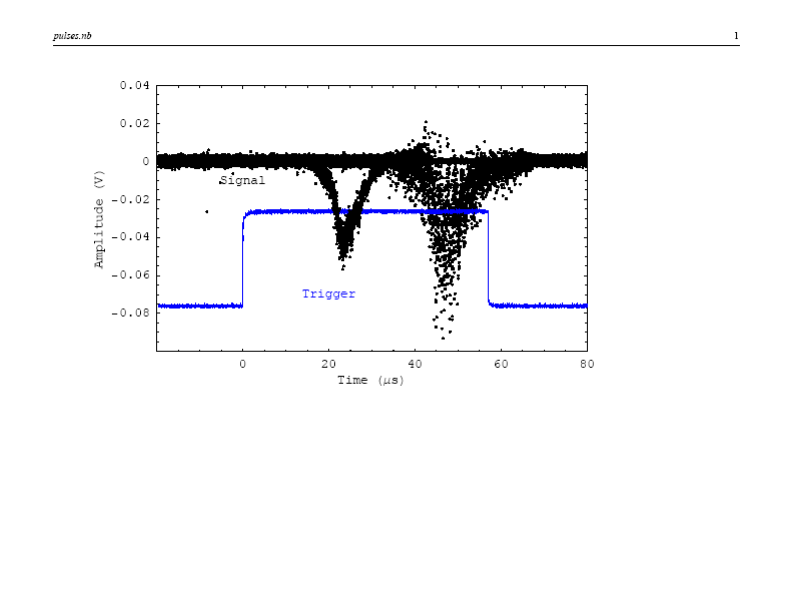 pulses.nb 1
0.04
0.02
0
Signal
-0.02
-0.04
Amplitude (V)
-0.06
Trigger
-0.08
0 20 40 60 80
Time (μs)